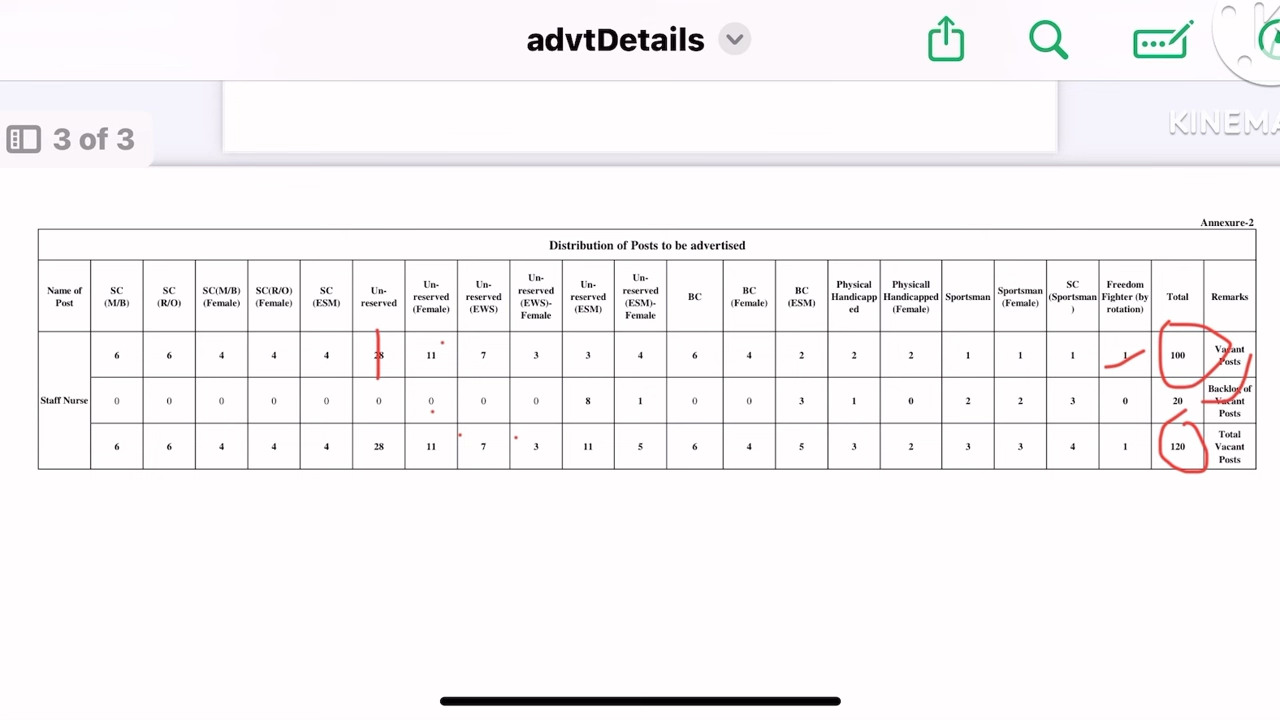 advtDetails
3 of 3
KINEMA
Annexure-2
Distribution of Posts to be advertised
Name of Post SC (M/B) SC (R/O) SC(M/B) (Female) SC(R/O) (Female) SC (ESM) Un-reserved Un-reserved (Female) Un-reserved (EWS) Un-reserved (EWS)-Female Un-reserved (ESM) Un-reserved (ESM)-Female BC BC (Female) BC (ESM) Physical Handicapped Physicall Handicapped (Female) Sportsman Sportsman (Female) SC (Sportsman) Freedom Fighter (by rotation) Total Remarks
Staff Nurse
6 6 4 4 4 28 11 7 3 3 4 6 4 2 2 2 1 1 1 1 100 Vacant Posts
0 0 0 0 0 0 0 0 0 8 1 0 0 3 1 0 2 2 3 0 20 Backlog of Vacant Posts
6 6 4 4 4 28 11 7 3 11 5 6 4 5 3 2 3 3 4 1 120 Total Vacant Posts